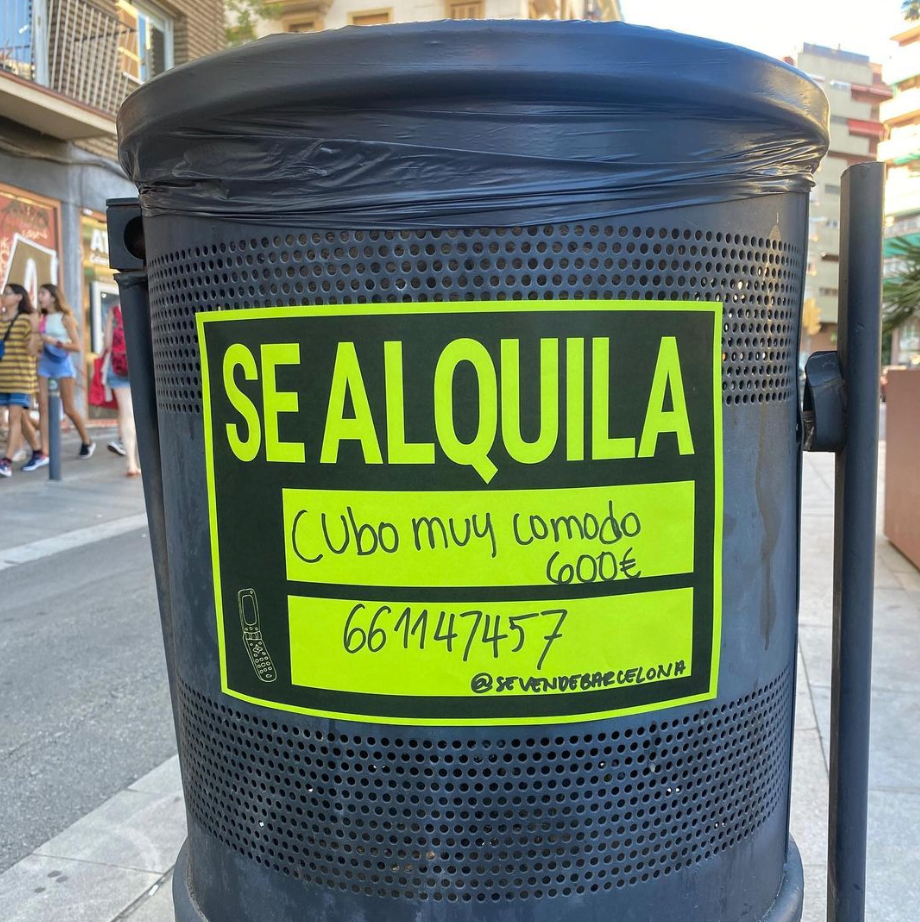 SE ALQUILA
Cubo muy comodo
600€
661147457
@SEVENDEBARCELONA